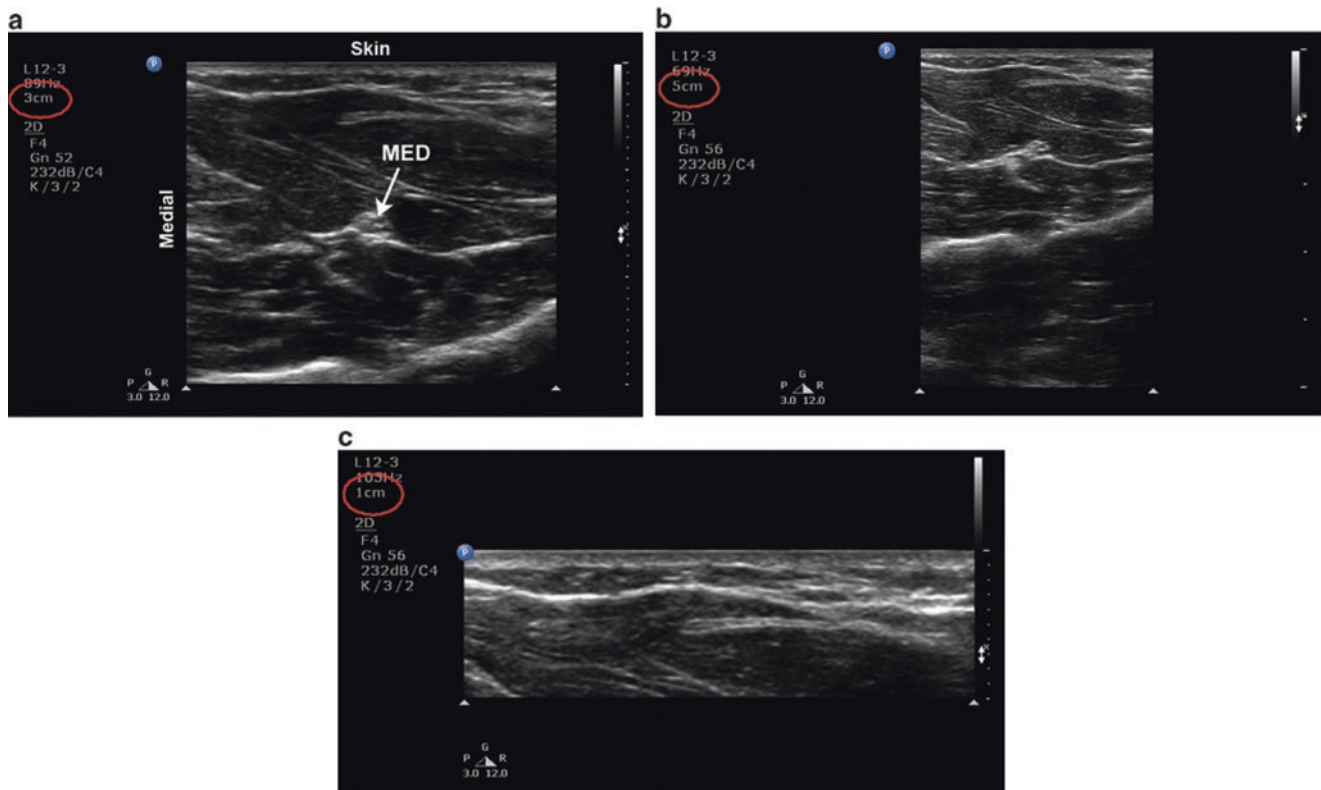 a
Skin
P
L12-3
89Hz
3cm
2D
F4
Gn 52
232dB/C4
K/3/2
MED
Medial
G
P R
3.0 12.0
b
P
L12-3
69Hz
5cm
2D
F4
Gn 56
232dB/C4
K/3/2
G
P R
3.0 12.0
c
L12-3
103Hz
1cm
P
2D
F4
Gn 56
232dB/C4
K/3/2
G
P R
3.0 12.0